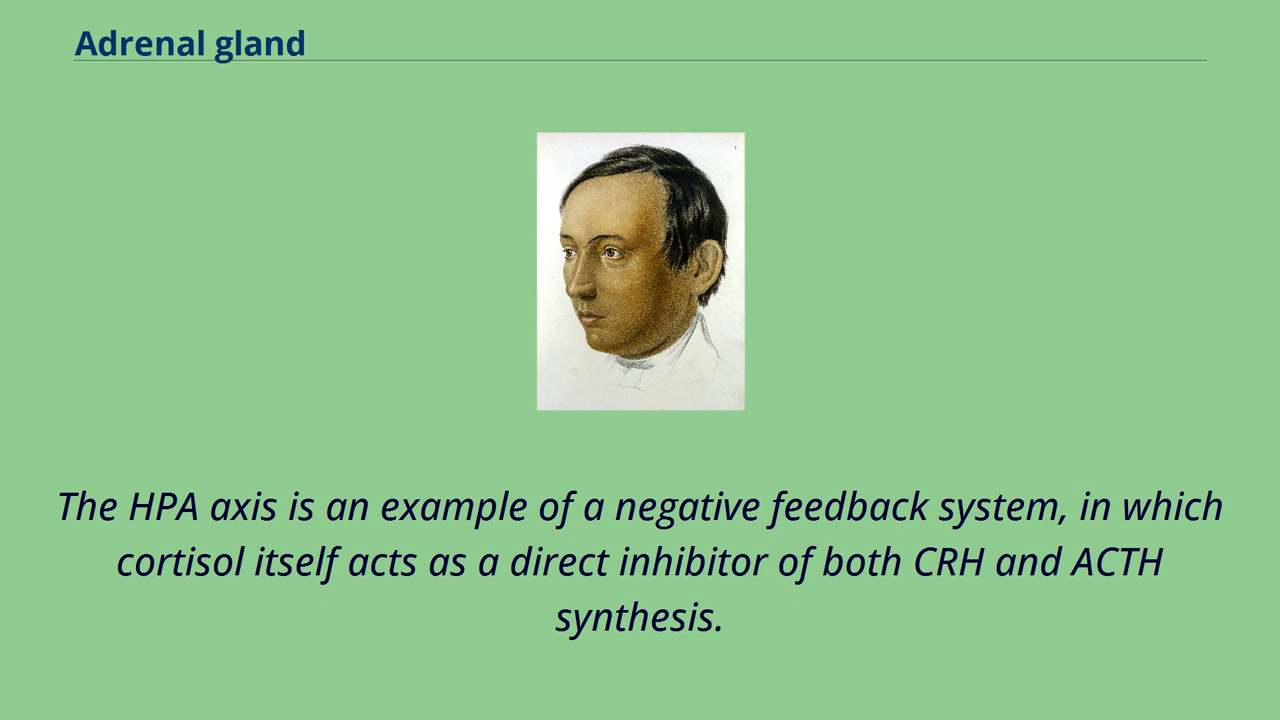 Adrenal gland
The HPA axis is an example of a negative feedback system, in which
cortisol itself acts as a direct inhibitor of both CRH and ACTH
synthesis.